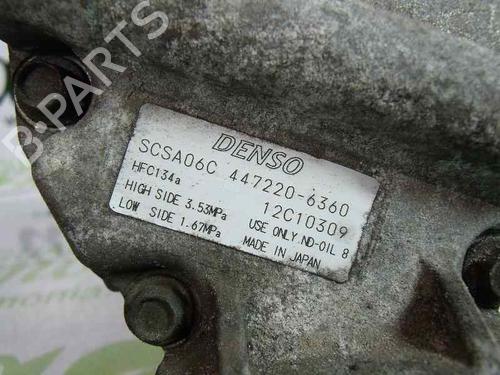 B-PARTS
DENSO
SCSA06C 447220-6360
HFC134a 12C10309
HIGH SIDE 3.53MPa USE ONLY ND-OIL 8
LOW SIDE 1.67MPa MADE IN JAPAN